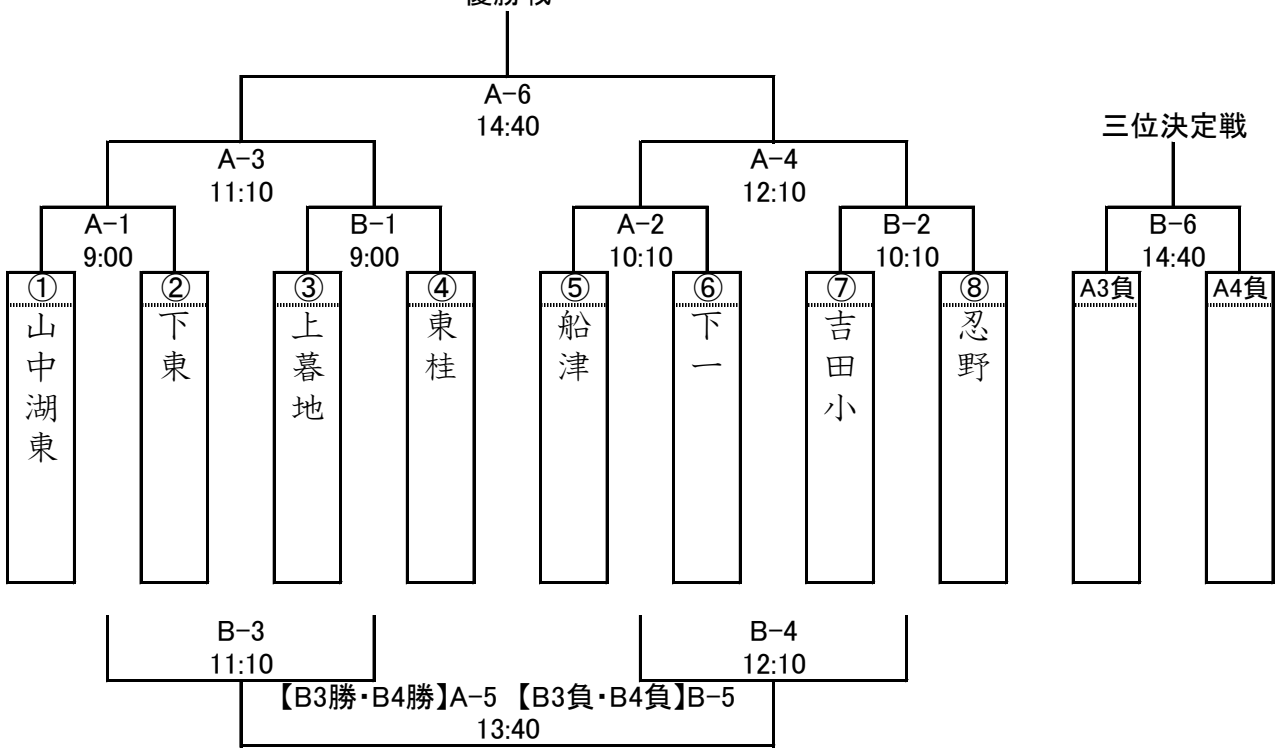 優勝戦
A-6
14:40
三位決定戦
A-3
11:10
A-4
12:10
A-1
9:00
B-1
9:00
A-2
10:10
B-2
10:10
B-6
14:40
①
山中湖東
②
下東
③
上暮地
④
東桂
⑤
船津
⑥
下一
⑦
吉田小
⑧
忍野
A3負
A4負
B-3
11:10
B-4
12:10
【B3勝・B4勝】A-5 【B3負・B4負】B-5
13:40